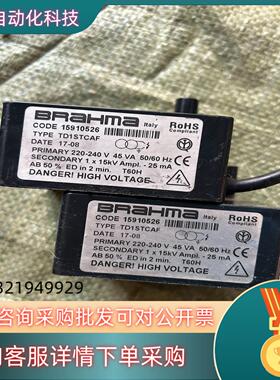 自动化科技
BRAHMA
Italy
RoHS
Compliant
CODE 15910526
TYPE TD1STCAF
DATE 17-08
PRIMARY 220-240 V 45 VA 50/60 Hz
SECONDARY 1 x 15kV Ampl. - 25 mA
AB 50 % ED in 2 min. T60H
DANGER! HIGH VOLTAGE!
BRAHMA
Italy
RoHS
Compliant
CODE 15910526
TYPE TD1STCAF
DATE 17-08
PRIMARY 220-240 V 45 VA 50/60 Hz
SECONDARY 1 x 15kV Ampl. - 25 mA
AB 50 % ED in 2 min. T60H
DANGER! HIGH VOLTAGE!
821949929
咨询采购批发可对公开票
客服详情下单采购